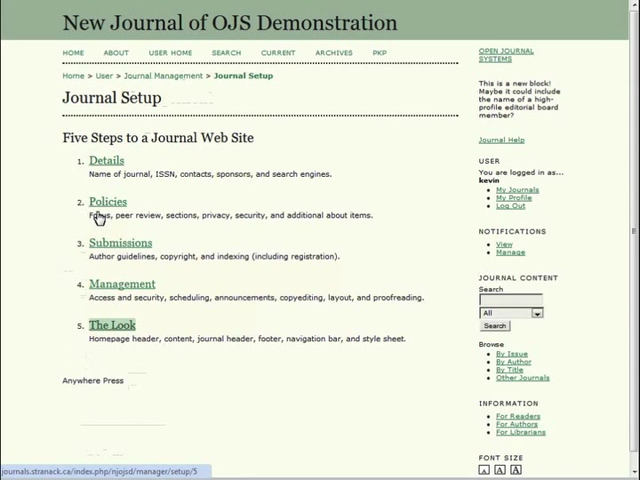 New Journal of OJS Demonstration
HOME ABOUT USER HOME SEARCH CURRENT ARCHIVES PKP
Home > User > Journal Management > Journal Setup
Journal Setup
Five Steps to a Journal Web Site
1. Details
Name of journal, ISSN, contacts, sponsors, and search engines.
2. Policies
Focus, peer review, sections, privacy, security, and additional about items.
3. Submissions
Author guidelines, copyright, and indexing (including registration).
4. Management
Access and security, scheduling, announcements, copyediting, layout, and proofreading.
5. The Look
Homepage header, content, journal header, footer, navigation bar, and style sheet.
Anywhere Press
OPEN JOURNAL
SYSTEMS
This is a new block!
Maybe it could
include the name of a high-
profile editorial board
member?
Journal Help
USER
You are logged in as...
kevin
My Journals
My Profile
Log Out
NOTIFICATIONS
View
Manage
JOURNAL CONTENT
Search
All
Search
Browse
By Issue
By Author
By Title
Other Journals
INFORMATION
For Readers
For Authors
For Librarians
FONT SIZE
A A A
journals.stranack.ca/index.php/njojsd/manager/setup/5